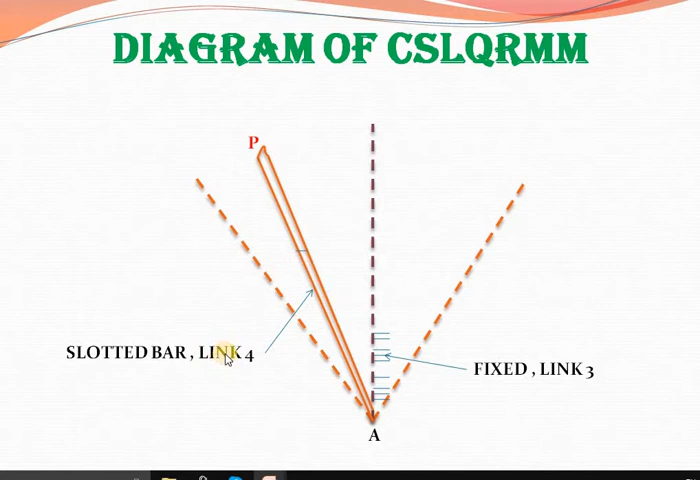 DIAGRAM OF CSLQRMM
P
SLOTTED BAR , LINK 4
FIXED , LINK 3
A